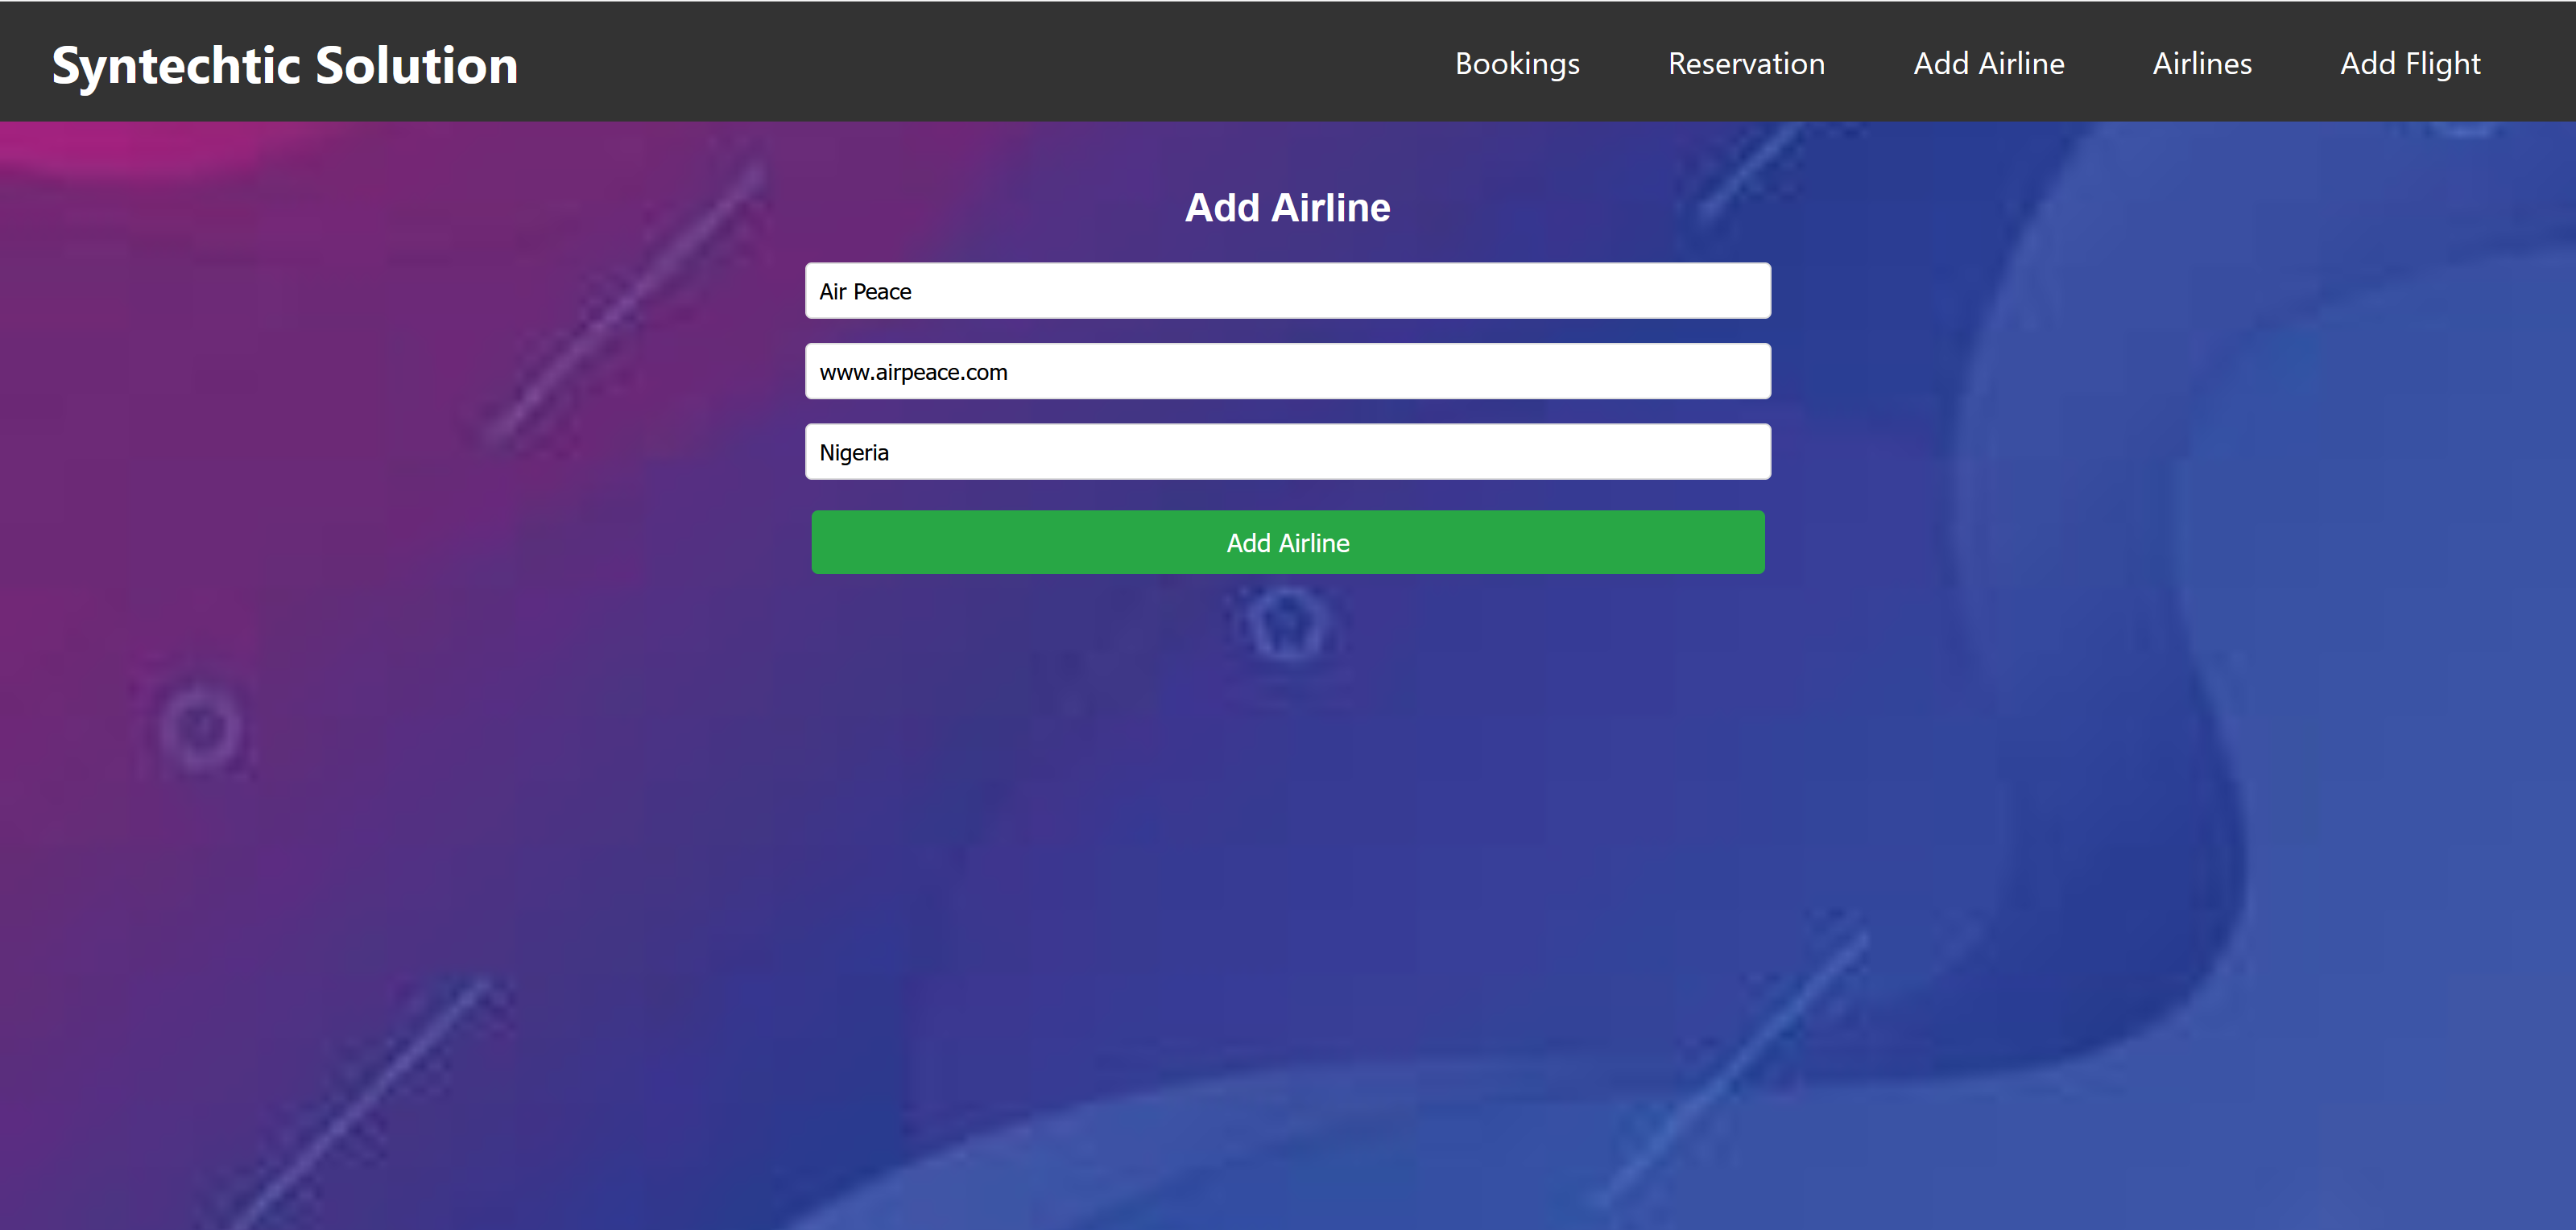 Syntechtic Solution
Bookings Reservation Add Airline Airlines Add Flight
Add Airline
Air Peace
www.airpeace.com
Nigeria
Add Airline